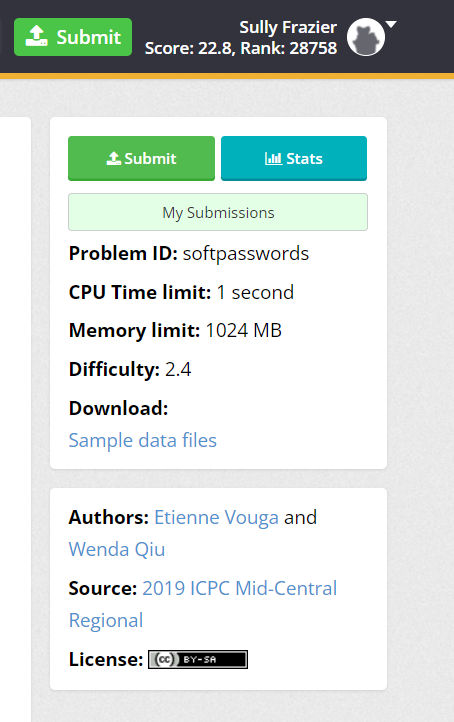 Submit
Sully Frazier
Score: 22.8, Rank: 28758
Submit
Stats
My Submissions
Problem ID: softpasswords
CPU Time limit: 1 second
Memory limit: 1024 MB
Difficulty: 2.4
Download:
Sample data files
Authors: Etienne Vouga and
Wenda Qiu
Source: 2019 ICPC Mid-Central
Regional
License: cc BY-SA